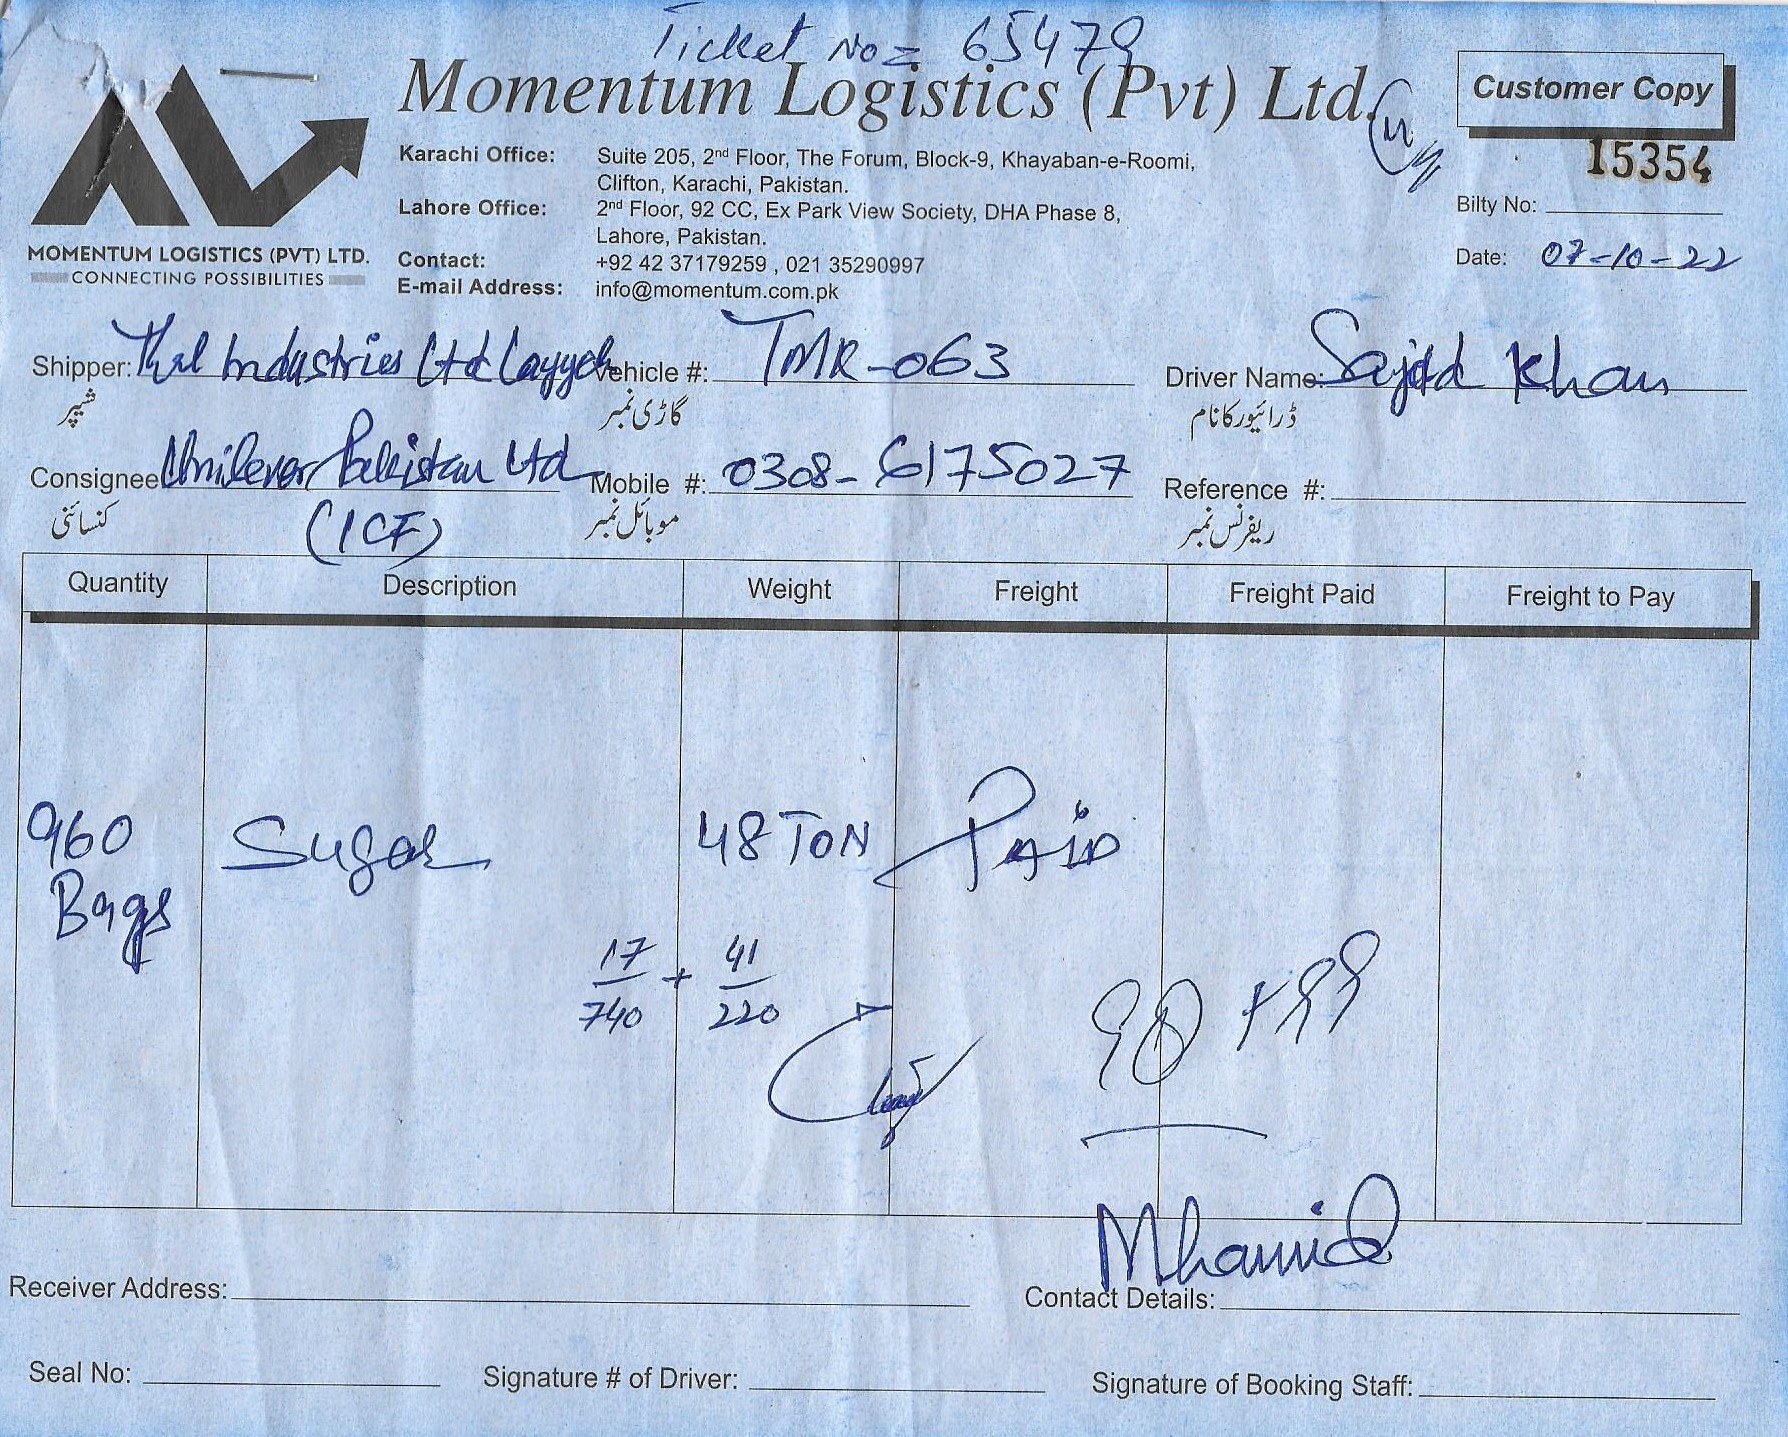 Ticket No = 65479
Momentum Logistics (Pvt) Ltd.
Customer Copy
15354
Karachi Office: Suite 205, 2nd Floor, The Forum, Block-9, Khayaban-e-Roomi,
Clifton, Karachi, Pakistan.
Lahore Office: 2nd Floor, 92 CC, Ex Park View Society, DHA Phase 8,
Lahore, Pakistan.
Contact: +92 42 37179259 , 021 35290997
E-mail Address: info@momentum.com.pk
MOMENTUM LOGISTICS (PVT) LTD.
CONNECTING POSSIBILITIES
Bilty No:
Date: 07-10-22
Shipper: Thal Industries Ltd Layyah Vehicle #: TMR-063 Driver Name: Sajid Khan
شیپر گاڑی نمبر ڈرائیور کا نام
Consignee Unilever Pakistan Ltd Mobile #: 0308-6175027 Reference #:
کنسائنی (ICF) موبائل نمبر ریفرنس نمبر
Quantity Description Weight Freight Freight Paid Freight to Pay
960 Sugar 48 TON PAID
Bags
17/740 + 41/220
Mhamid
Receiver Address: Contact Details:
Seal No: Signature # of Driver: Signature of Booking Staff: